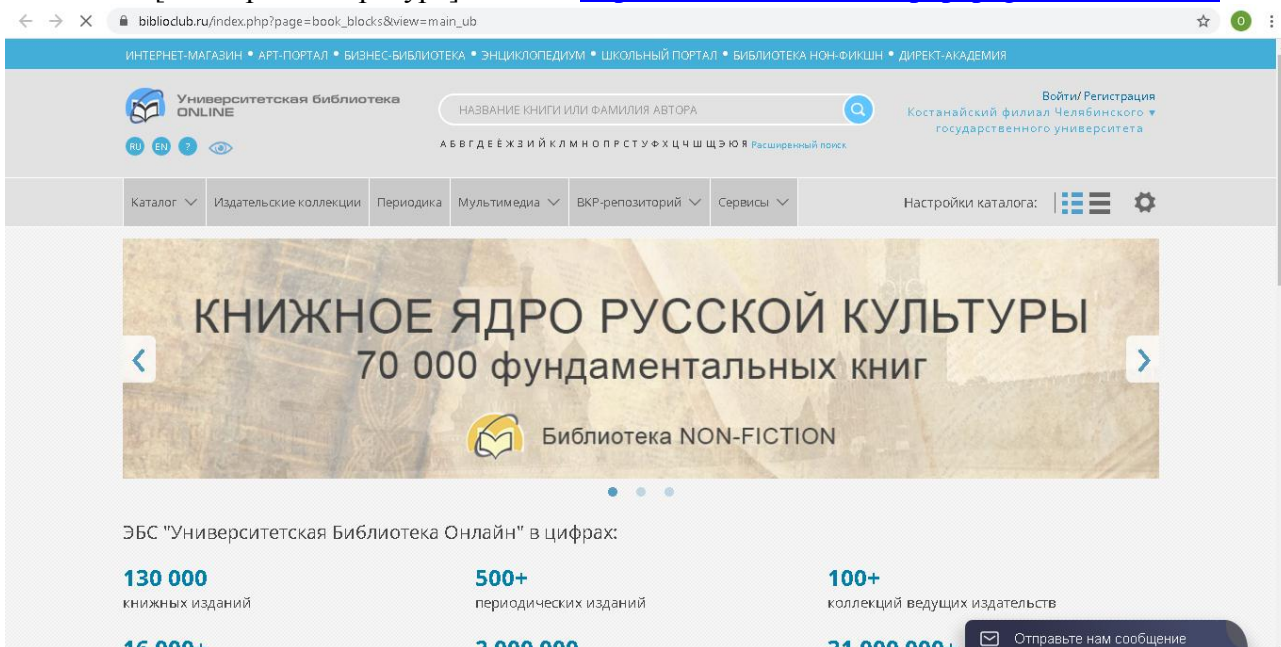 biblioclub.ru/index.php?page=book_blocks&view=main_ub
О
ИНТЕРНЕТ-МАГАЗИН • АРТ-ПОРТАЛ • БИЗНЕС-БИБЛИОТЕКА • ЭНЦИКЛОПЕДИУМ • ШКОЛЬНЫЙ ПОРТАЛ • БИБЛИОТЕКА НОН-ФИКШН • ДИРЕКТ-АКАДЕМИЯ
Университетская библиотека
ONLINE
НАЗВАНИЕ КНИГИ ИЛИ ФАМИЛИЯ АВТОРА
Войти/ Регистрация
Костанайский филиал Челябинского ▾
государственного университета
RU EN ?
А Б В Г Д Е Ё Ж З И Й К Л М Н О П Р С Т У Ф Х Ц Ч Ш Щ Э Ю Я Расширенный поиск
Каталог Издательские коллекции Периодика Мультимедиа ВКР-репозиторий Сервисы Настройки каталога:
КНИЖНОЕ ЯДРО РУССКОЙ КУЛЬТУРЫ
70 000 фундаментальных книг
Библиотека NON-FICTION
ЭБС "Университетская Библиотека Онлайн" в цифрах:
130 000 500+ 100+
книжных изданий периодических изданий коллекций ведущих издательств
Отправьте нам сообщение